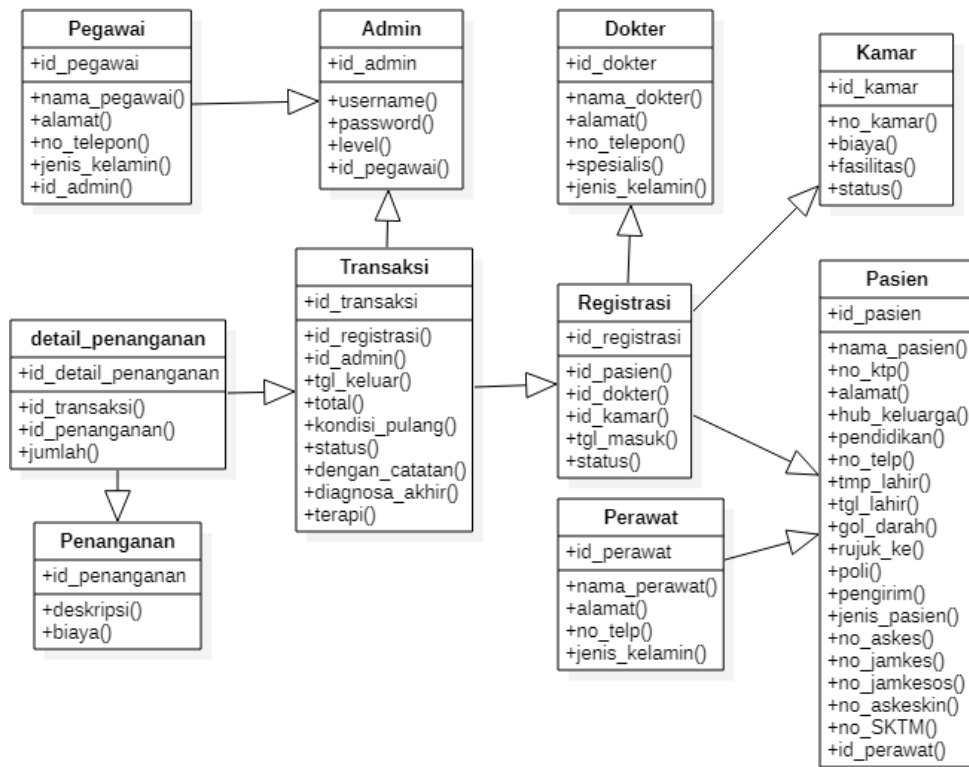 Pegawai
+id_pegawai
+nama_pegawai()
+alamat()
+no_telepon()
+jenis_kelamin()
+id_admin()
Admin
+id_admin
+username()
+password()
+level()
+id_pegawai()
Dokter
+id_dokter
+nama_dokter()
+alamat()
+no_telepon()
+spesialis()
+jenis_kelamin()
Kamar
+id_kamar
+no_kamar()
+biaya()
+fasilitas()
+status()
detail_penanganan
+id_detail_penanganan
+id_transaksi()
+id_penanganan()
+jumlah()
Transaksi
+id_transaksi
+id_registrasi()
+id_admin()
+tgl_keluar()
+total()
+kondisi_pulang()
+status()
+dengan_catatan()
+diagnosa_akhir()
+terapi()
Registrasi
+id_registrasi
+id_pasien()
+id_dokter()
+id_kamar()
+tgl_masuk()
+status()
Pasien
+id_pasien
+nama_pasien()
+no_ktp()
+alamat()
+hub_keluarga()
+pendidikan()
+no_telp()
+tmp_lahir()
+tgl_lahir()
+gol_darah()
+rujuk_ke()
+poli()
+pengirim()
+jenis_pasien()
+no_askes()
+no_jamkes()
+no_jamkesos()
+no_askeskin()
+no_SKTM()
+id_perawat()
Penanganan
+id_penanganan
+deskripsi()
+biaya()
Perawat
+id_perawat
+nama_perawat()
+alamat()
+no_telp()
+jenis_kelamin()